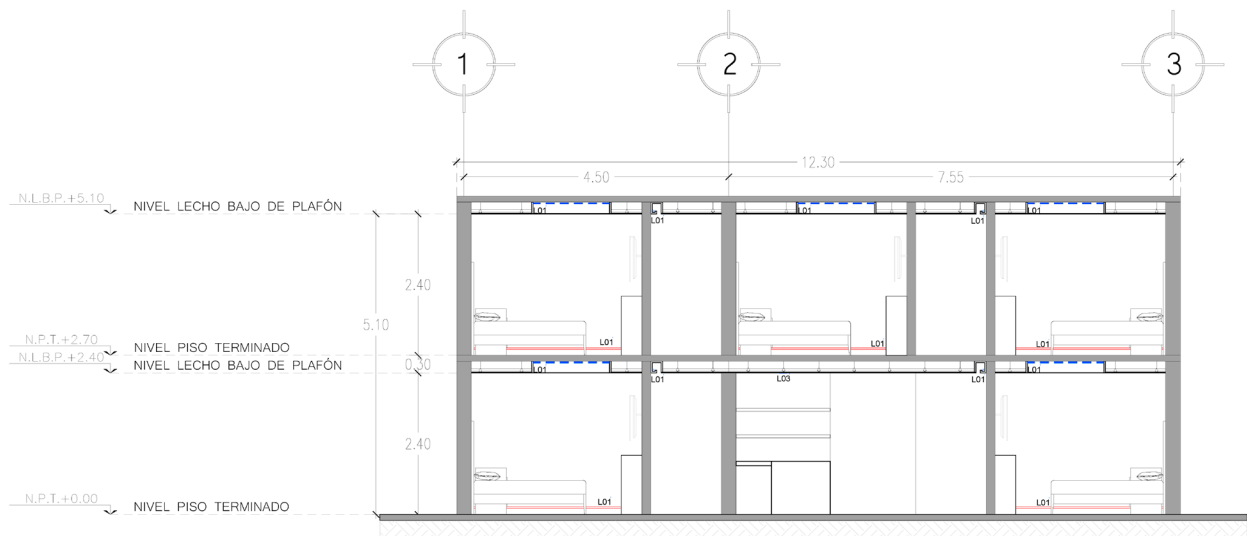 1
2
3
12.30
4.50
7.55
N.L.B.P.+5.10
NIVEL LECHO BAJO DE PLAFÓN
L01
L01
L01
L01
L01
2.40
5.10
N.P.T.+2.70
NIVEL PISO TERMINADO
L01
L01
L01
N.L.B.P.+2.40
NIVEL LECHO BAJO DE PLAFÓN
0.30
L01
L01
L03
L01
L01
2.40
N.P.T.+0.00
NIVEL PISO TERMINADO
L01
L01